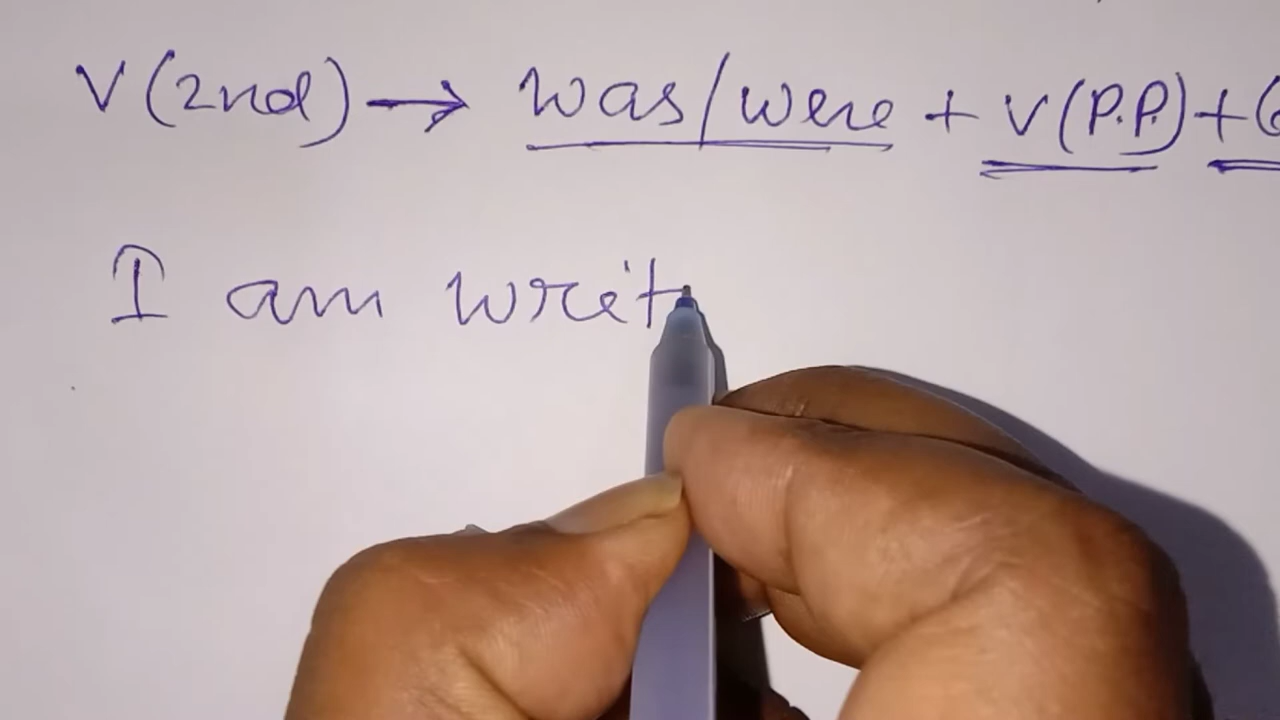 V (2nd) → was/were + V(P.P.) + (
I am writ